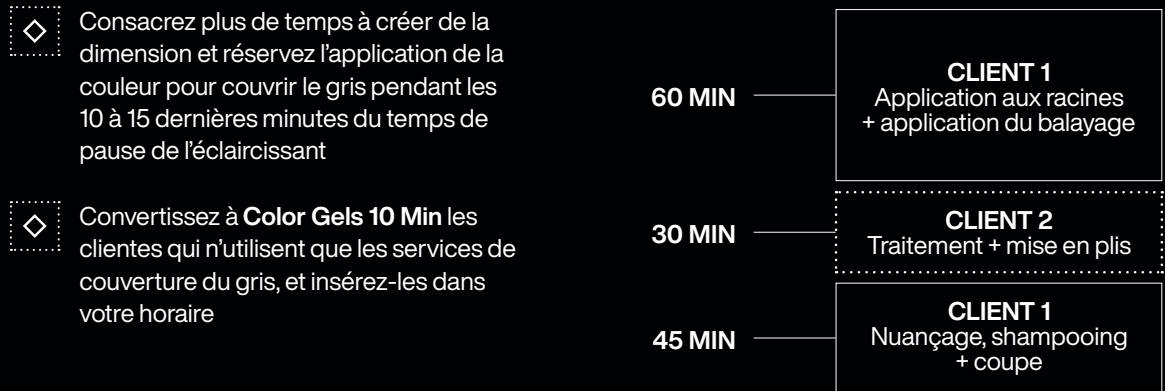 Consacrez plus de temps à créer de la
dimension et réservez l’application de la
couleur pour couvrir le gris pendant les
10 à 15 dernières minutes du temps de
pause de l’éclaircissant
Convertissez à Color Gels 10 Min les
clientes qui n’utilisent que les services de
couverture du gris, et insérez-les dans
votre horaire
60 MIN
CLIENT 1
Application aux racines
+ application du balayage
30 MIN
CLIENT 2
Traitement + mise en plis
45 MIN
CLIENT 1
Nuançage, shampooing
+ coupe